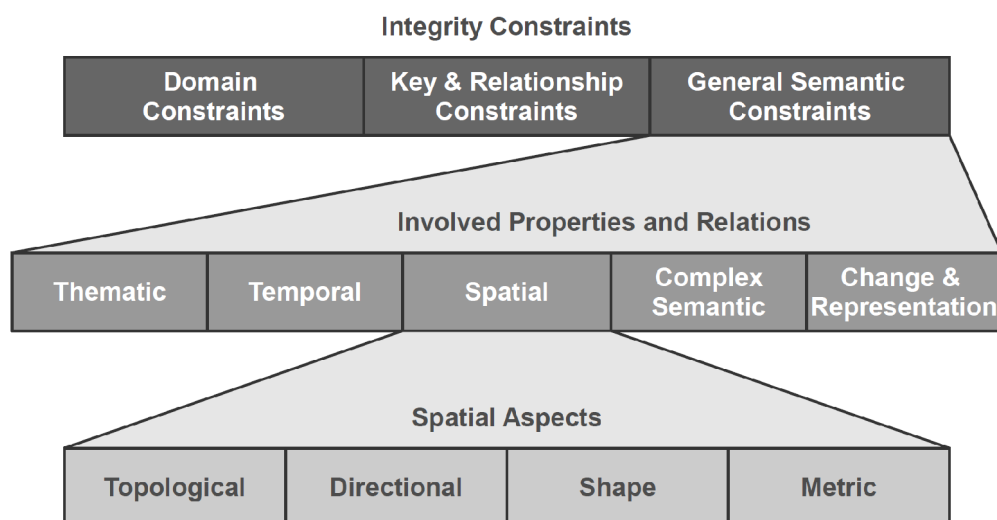 Integrity Constraints
Domain Constraints
Key & Relationship Constraints
General Semantic Constraints
Involved Properties and Relations
Thematic
Temporal
Spatial
Complex Semantic
Change & Representation
Spatial Aspects
Topological
Directional
Shape
Metric